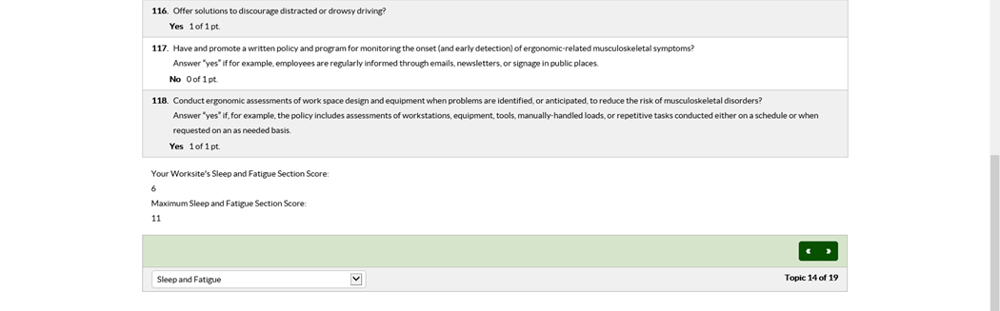 116. Offer solutions to discourage distracted or drowsy driving?
Yes 1 of 1 pt.
117. Have and promote a written policy and program for monitoring the onset (and early detection) of ergonomic-related musculoskeletal symptoms?
Answer “yes” if for example, employees are regularly informed through emails, newsletters, or signage in public places.
No 0 of 1 pt.
118. Conduct ergonomic assessments of work space design and equipment when problems are identified, or anticipated, to reduce the risk of musculoskeletal disorders?
Answer “yes” if, for example, the policy includes assessments of workstations, equipment, tools, manually-handled loads, or repetitive tasks conducted either on a schedule or when
requested on an as needed basis.
Yes 1 of 1 pt.
Your Worksite's Sleep and Fatigue Section Score:
6
Maximum Sleep and Fatigue Section Score:
11
« »
Sleep and Fatigue Topic 14 of 19